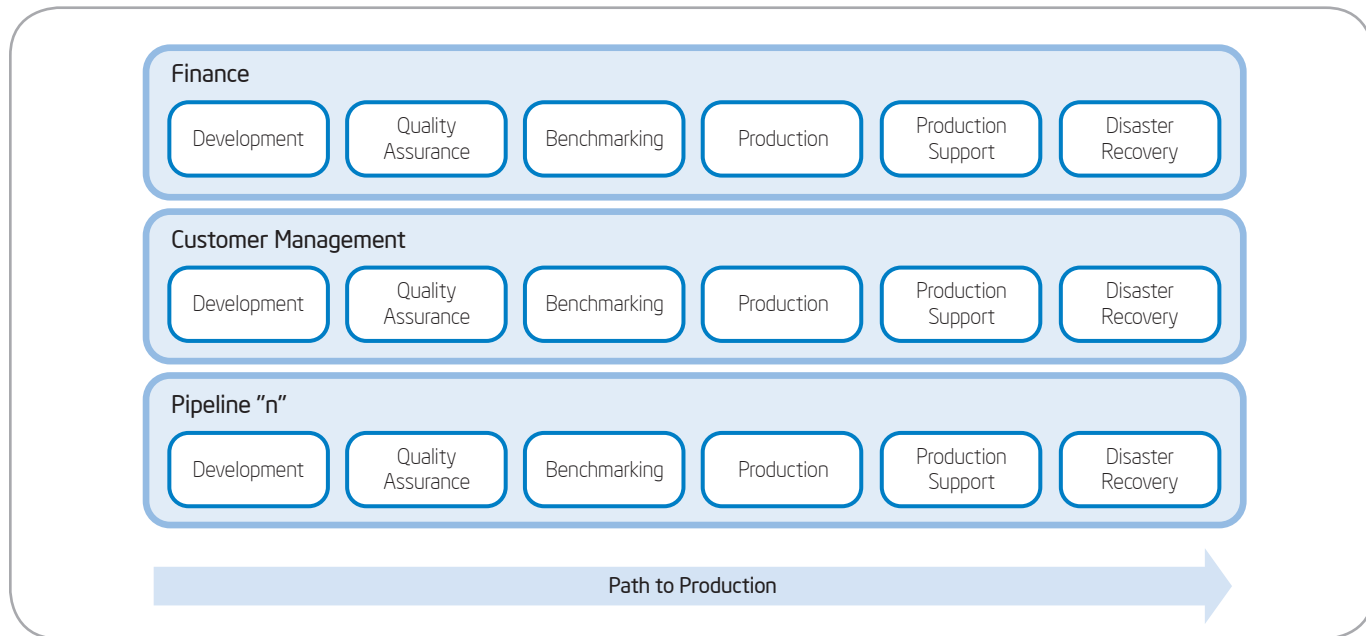 Finance
Development
Quality
Assurance
Benchmarking
Production
Production
Support
Disaster
Recovery
Customer Management
Development
Quality
Assurance
Benchmarking
Production
Production
Support
Disaster
Recovery
Pipeline "n"
Development
Quality
Assurance
Benchmarking
Production
Production
Support
Disaster
Recovery
Path to Production